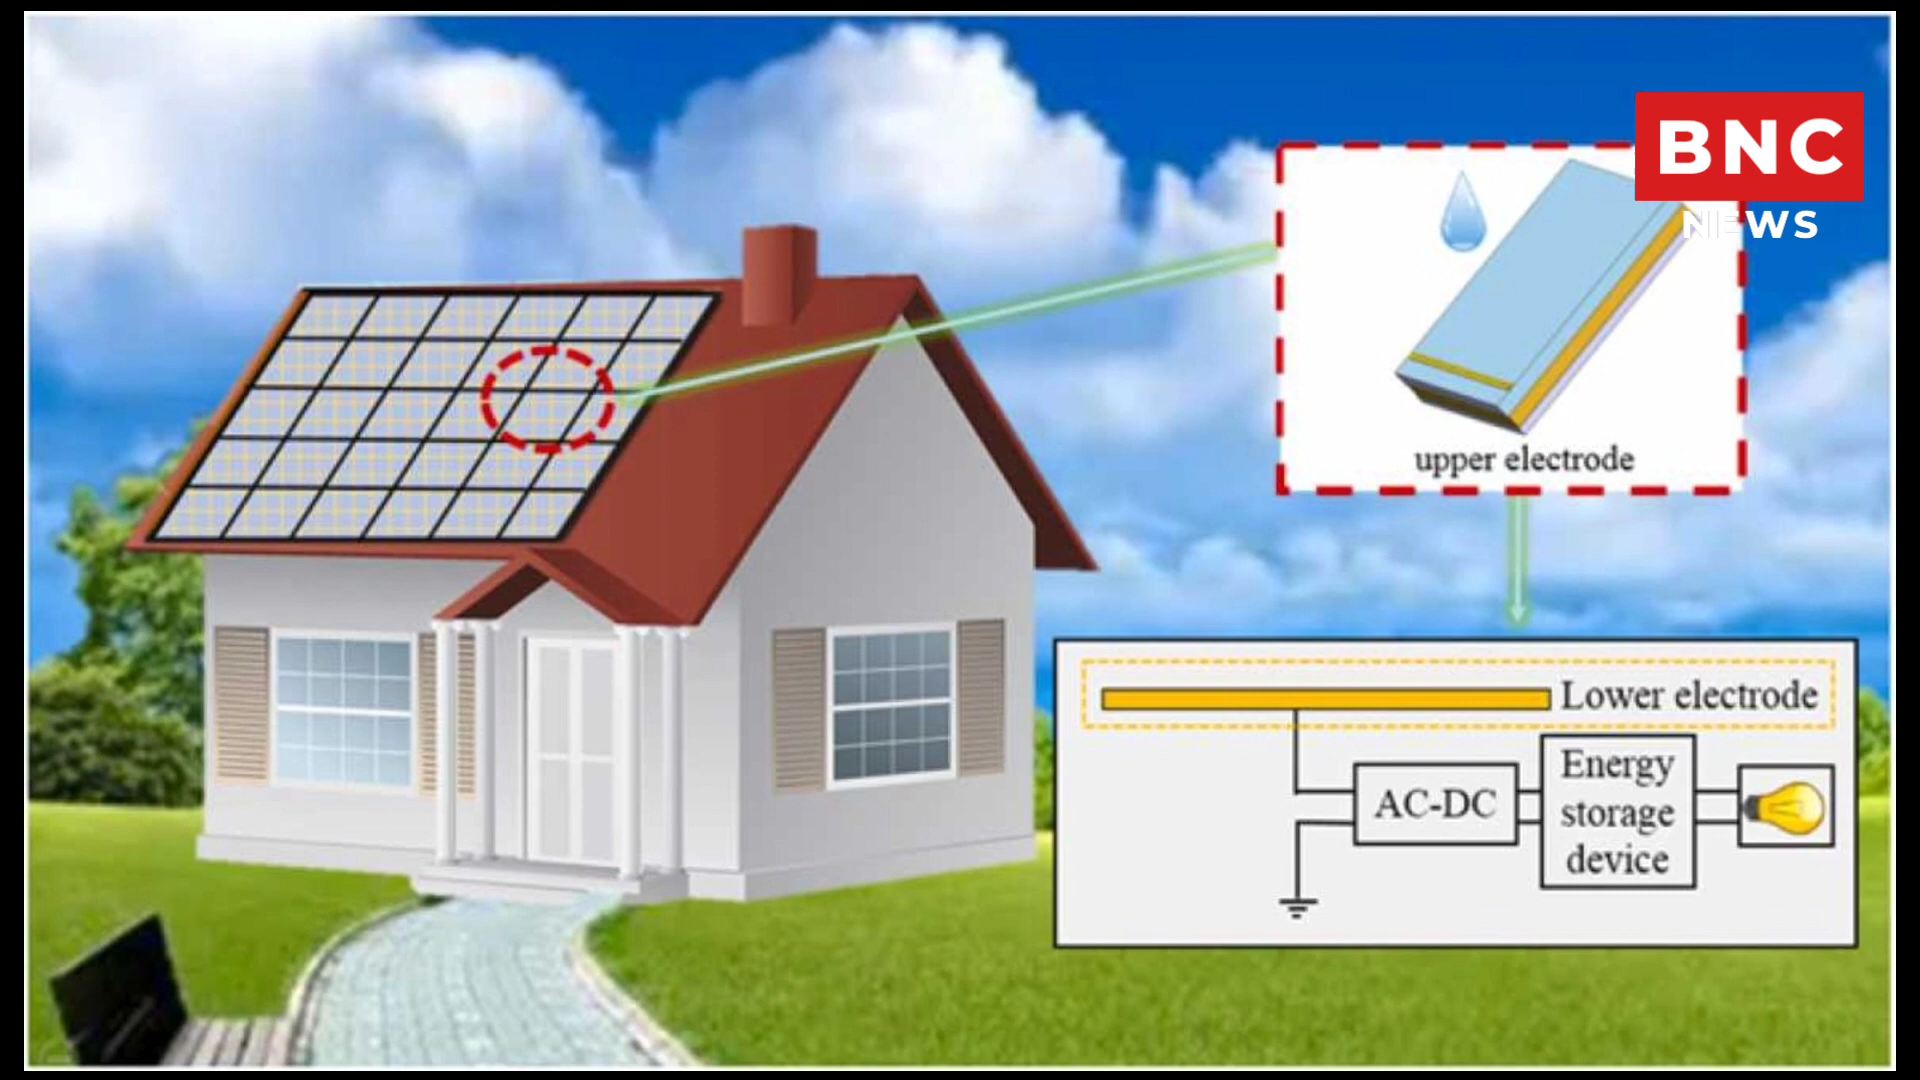 BNC
NEWS
upper electrode
Lower electrode
AC-DC
Energy
storage
device